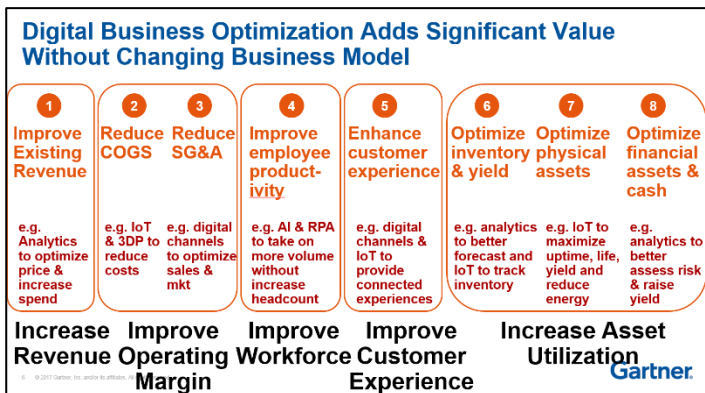 Digital Business Optimization Adds Significant Value
Without Changing Business Model
1
Improve
Existing
Revenue
e.g.
Analytics
to optimize
price &
increase
spend
2
Reduce
COGS
e.g. IoT
& 3DP to
reduce
costs
3
Reduce
SG&A
e.g. digital
channels
to optimize
sales &
mkt
4
Improve
employee
product-
ivity
e.g. AI & RPA
to take on
more volume
without
increase
headcount
5
Enhance
customer
experience
e.g. digital
channels &
IoT to
provide
connected
experiences
6
Optimize
inventory
& yield
e.g. analytics
to better
forecast and
IoT to track
inventory
7
Optimize
physical
assets
e.g. IoT to
maximize
uptime, life,
yield and
reduce
energy
8
Optimize
financial
assets &
cash
e.g.
analytics to
better
assess risk
& raise
yield
Increase
Revenue
Improve
Operating
Margin
Improve
Workforce
Improve
Customer
Experience
Increase Asset
Utilization
6 © 2017 Gartner, Inc. and/or its affiliates. All
Gartner